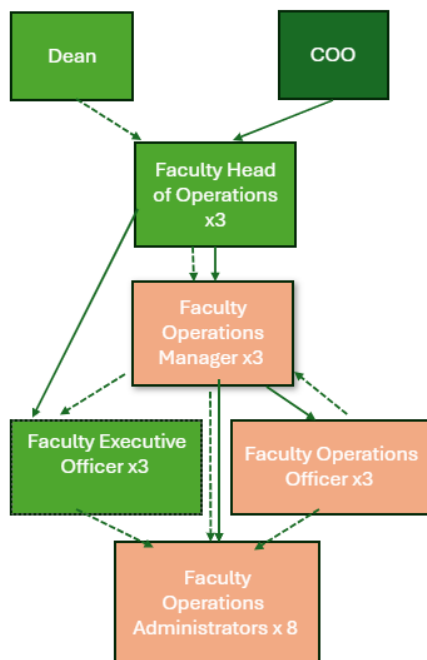 Dean
COO
Faculty Head
of Operations
x3
Faculty
Operations
Manager x3
Faculty Executive
Officer x3
Faculty Operations
Officer x3
Faculty
Operations
Administrators x 8